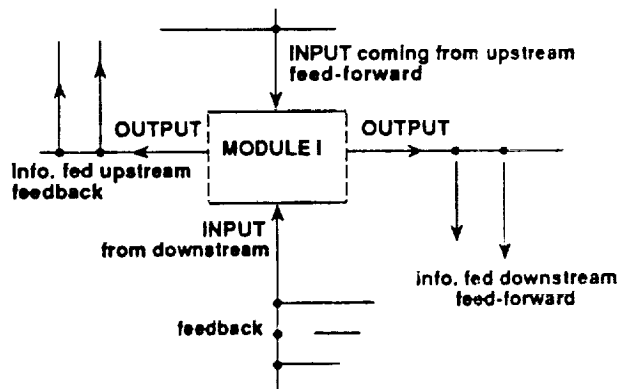 INPUT coming from upstream
feed-forward
OUTPUT
MODULE I
OUTPUT
Info. fed upstream
feedback
INPUT
from downstream
info. fed downstream
feed-forward
feedback